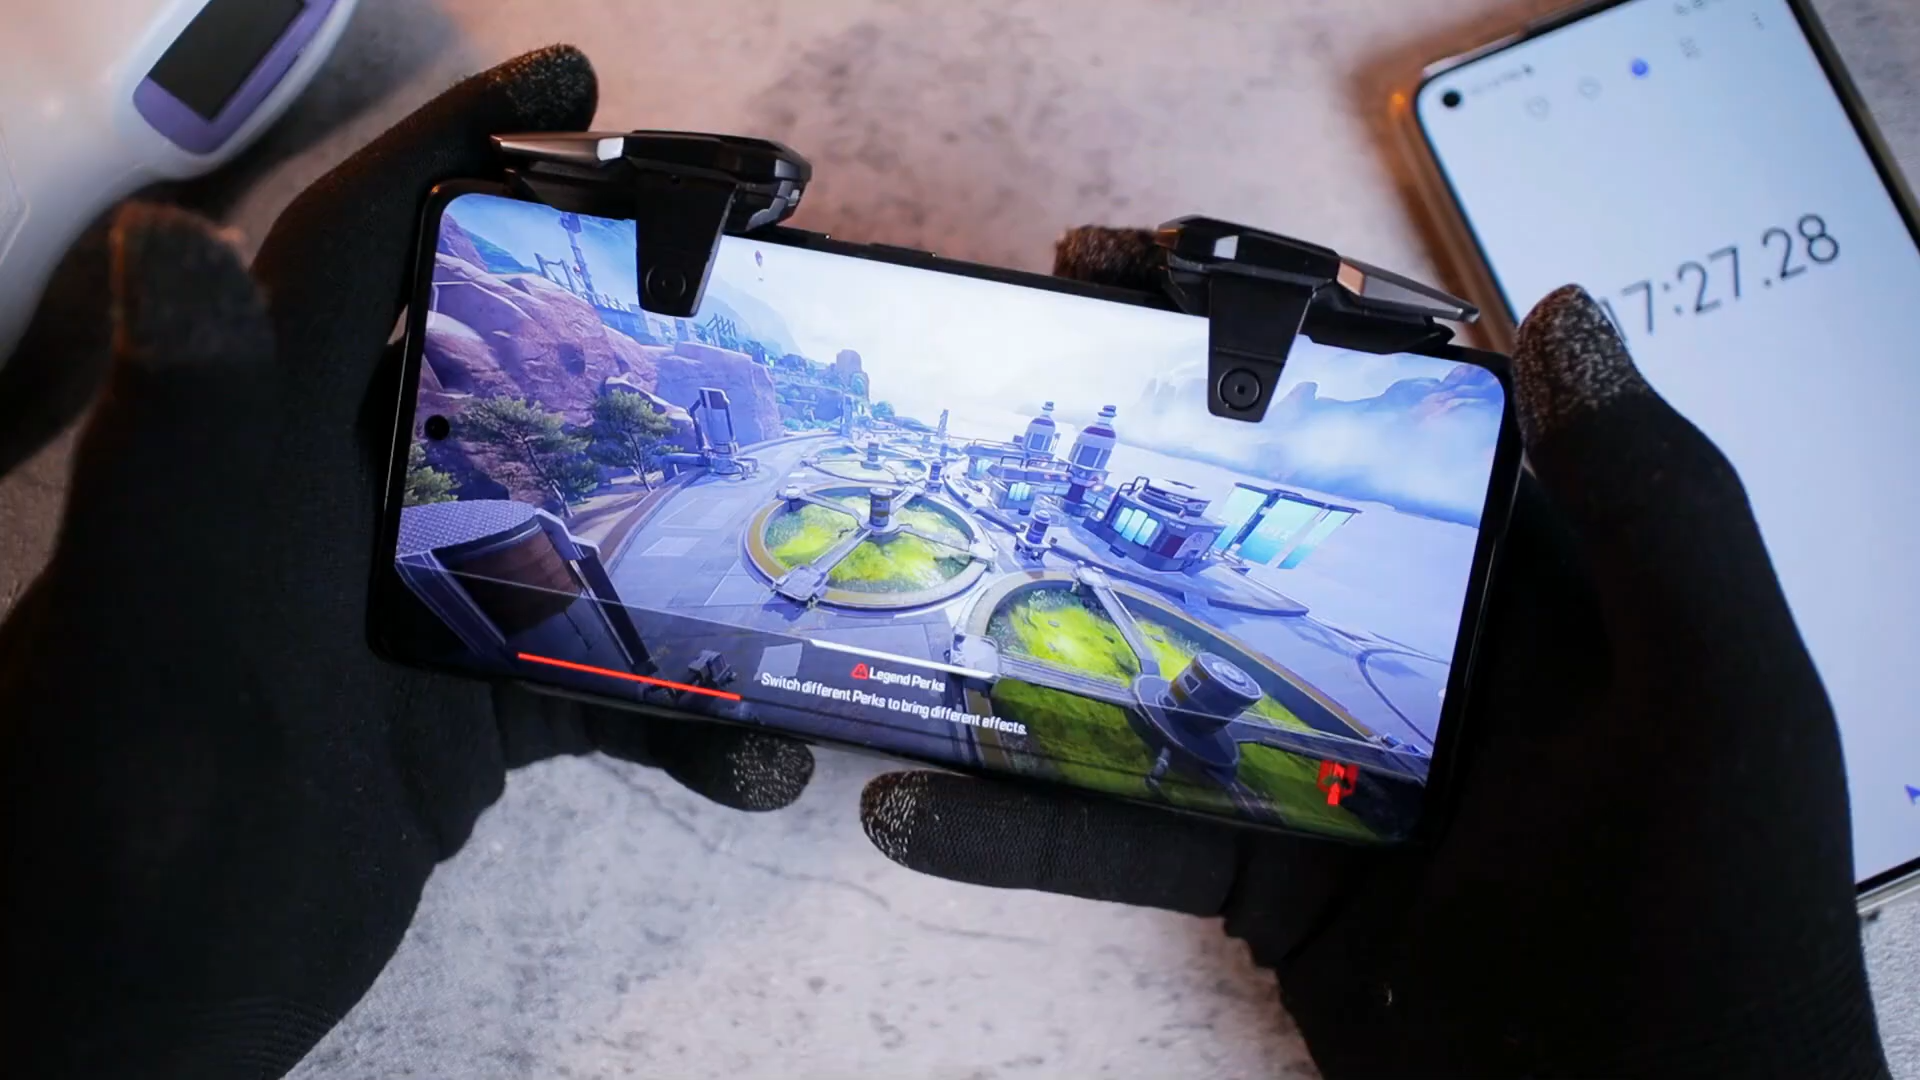 17:27.28
Legend Perks
Switch different Perks to bring different effects.